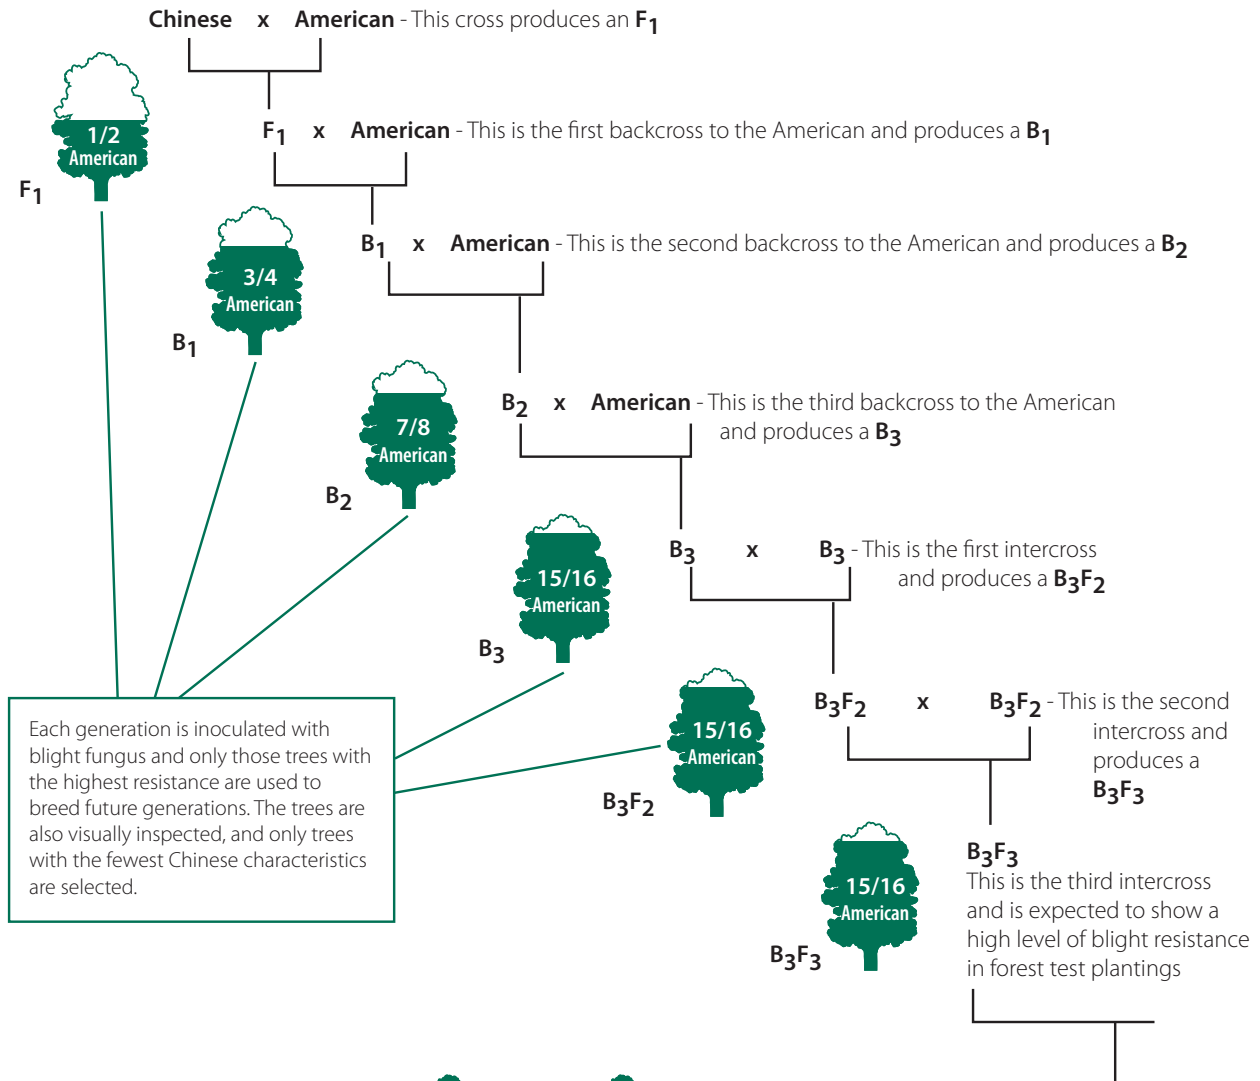 Chinese x American - This cross produces an F1
1/2
American
F1
F1 x American - This is the first backcross to the American and produces a B1
3/4
American
B1
B1 x American - This is the second backcross to the American and produces a B2
7/8
American
B2
B2 x American - This is the third backcross to the American
and produces a B3
15/16
American
B3
B3 x B3 - This is the first intercross
and produces a B3F2
15/16
American
B3F2
B3F2 x B3F2 - This is the second
intercross and
produces a
B3F3
Each generation is inoculated with
blight fungus and only those trees with
the highest resistance are used to
breed future generations. The trees are
also visually inspected, and only trees
with the fewest Chinese characteristics
are selected.
15/16
American
B3F3
B3F3
This is the third intercross
and is expected to show a
high level of blight resistance
in forest test plantings